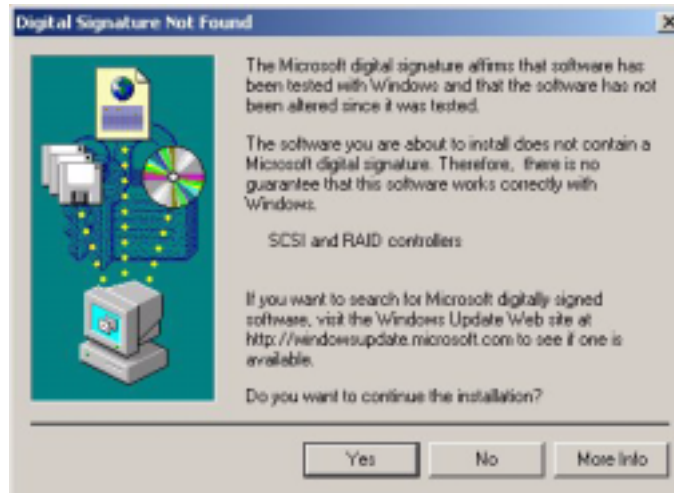 Digital Signature Not Found
The Microsoft digital signature affirms that software has
been tested with Windows and that the software has not
been altered since it was tested.
The software you are about to install does not contain a
Microsoft digital signature. Therefore, there is no
guarantee that this software works correctly with
Windows.
SCSI and RAID controllers
If you want to search for Microsoft digitally signed
software, visit the Windows Update Web site at
http://windowsupdate.microsoft.com to see if one is
available.
Do you want to continue the installation?
Yes
No
More Info